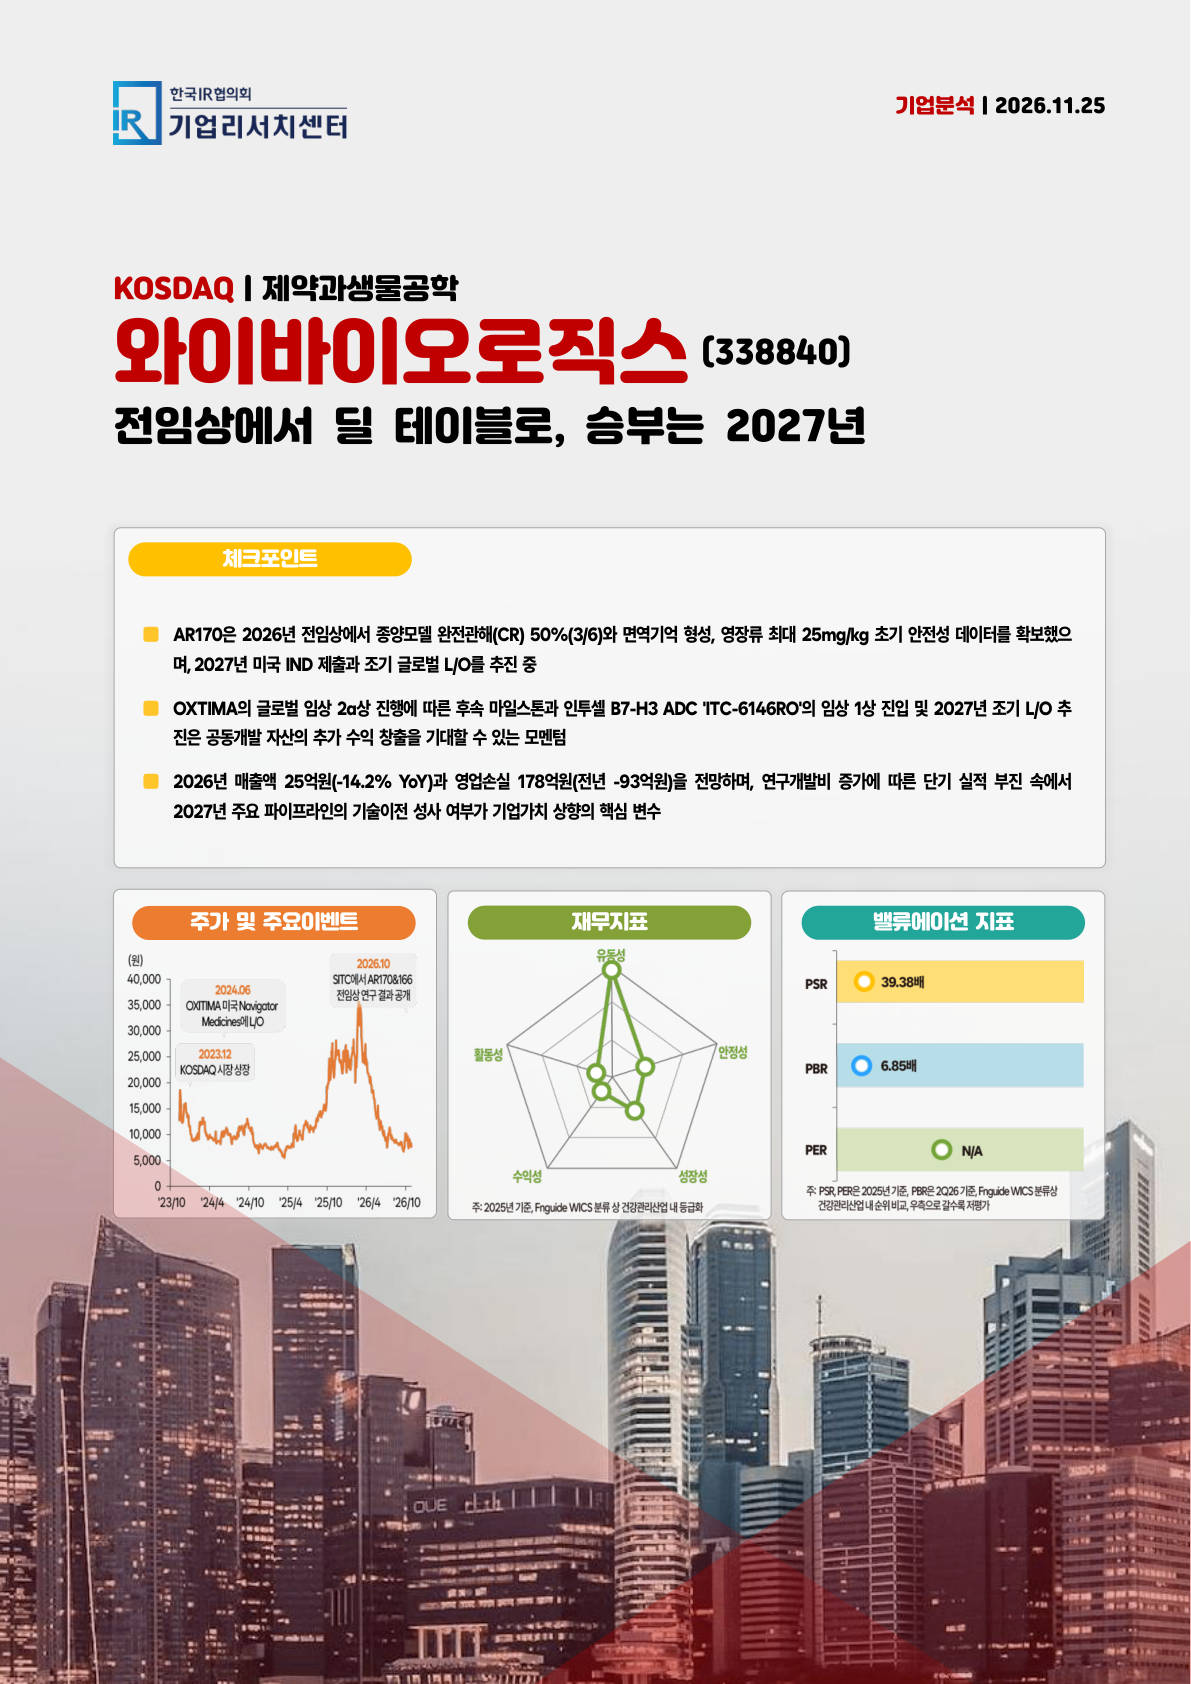 한국IR협의회
기업리서치센터
기업분석 | 2026.11.25
KOSDAQ | 제약과생물공학
와이바이오로직스 (338840)
전임상에서 딜 테이블로, 승부는 2027년
체크포인트
AR170은 2026년 전임상에서 종양모델 완전관해(CR) 50%(3/6)와 면역기억 형성, 영장류 최대 25mg/kg 초기 안전성 데이터를 확보했으
며, 2027년 미국 IND 제출과 조기 글로벌 L/O를 추진 중
OXTIMA의 글로벌 임상 2a상 진행에 따른 후속 마일스톤과 인투셀 B7-H3 ADC 'ITC-6146RO'의 임상 1상 진입 및 2027년 조기 L/O 추
진은 공동개발 자산의 추가 수익 창출을 기대할 수 있는 모멘텀
2026년 매출액 25억원(-14.2% YoY)과 영업손실 178억원(전년 -93억원)을 전망하며, 연구개발비 증가에 따른 단기 실적 부진 속에서
2027년 주요 파이프라인의 기술이전 성사 여부가 기업가치 상향의 핵심 변수
주가 및 주요이벤트
(원)
40,000
35,000
30,000
25,000
20,000
15,000
10,000
5,000
0
'23/10 '24/4 '24/10 '25/4 '25/10 '26/4 '26/10
2026.10
SITC에서 AR170&166
전임상 연구 결과 공개
2024.06
OXITIMA 미국 Navigator
Medicines에 L/O
2023.12
KOSDAQ 시장 상장
재무지표
유동성
안정성
성장성
수익성
활동성
주: 2025년 기준, Fnguide WICS 분류 상 건강관리산업 내 등급화
밸류에이션 지표
PSR 39.38배
PBR 6.85배
PER N/A
주: PSR, PER은 2025년 기준, PBR은 2Q26 기준, Fnguide WICS 분류상
건강관리산업 내 순위 비교, 우측으로 갈수록 저평가
OUE